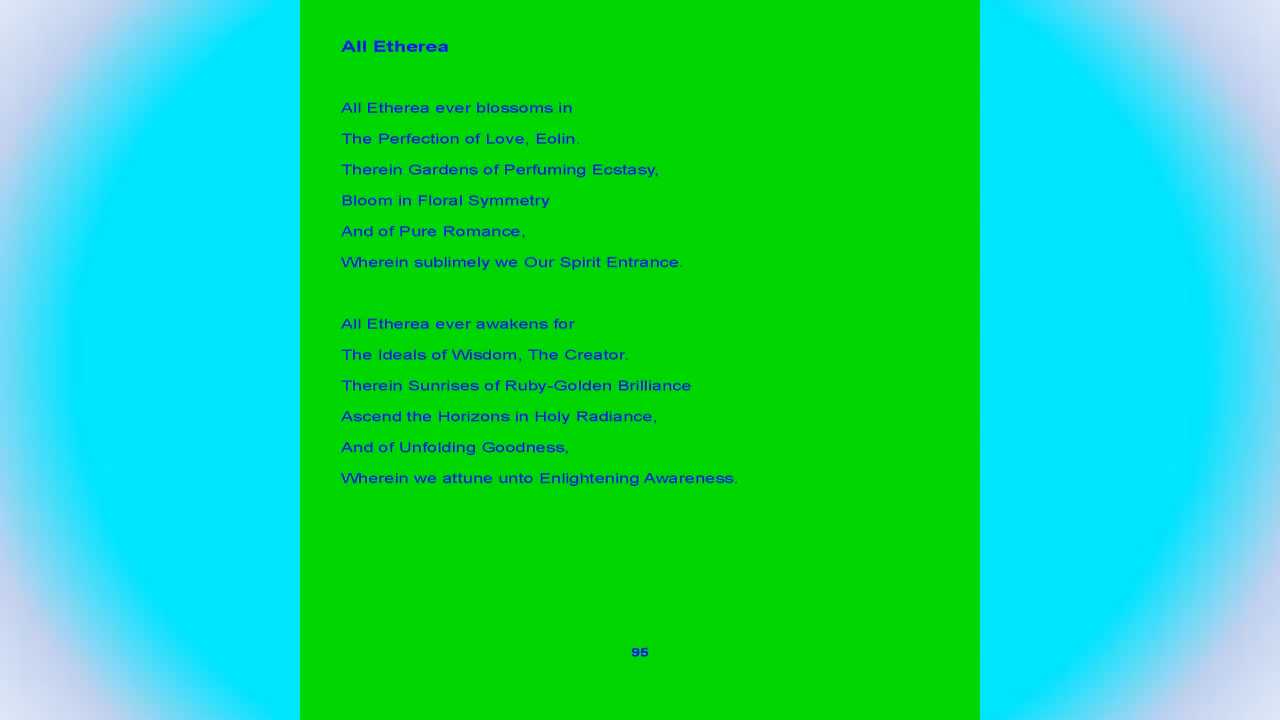 All Etherea
All Etherea ever blossoms in
The Perfection of Love, Eolin.
Therein Gardens of Perfuming Ecstasy,
Bloom in Floral Symmetry
And of Pure Romance,
Wherein sublimely we Our Spirit Entrance.
All Etherea ever awakens for
The Ideals of Wisdom, The Creator.
Therein Sunrises of Ruby-Golden Brilliance
Ascend the Horizons in Holy Radiance,
And of Unfolding Goodness,
Wherein we attune unto Enlightening Awareness.
95